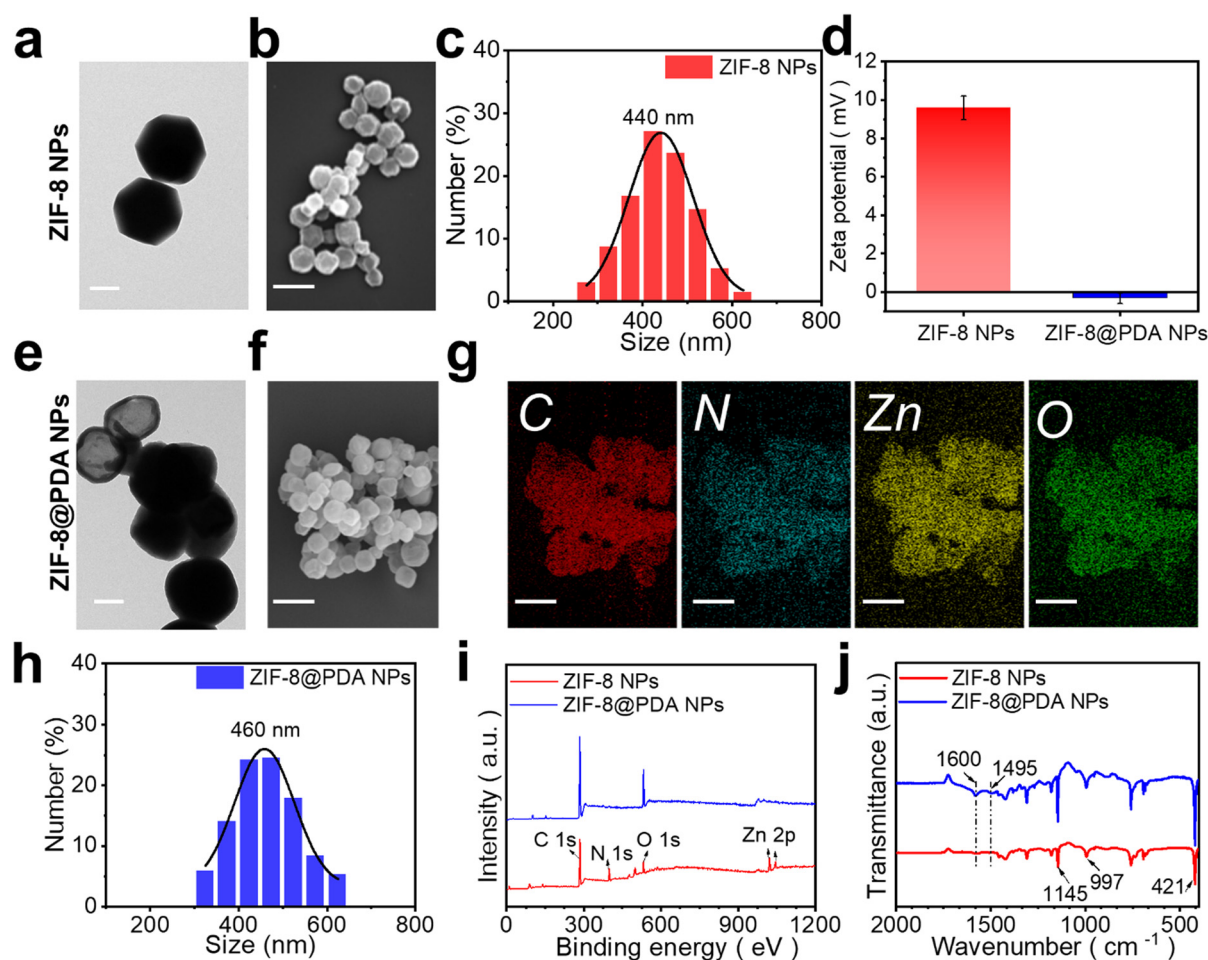 a
b
c
d
ZIF-8 NPs
40
30
20
10
0
Number (%)
ZIF-8 NPs
440 nm
200 400 600 800
Size (nm)
12
10
8
6
4
2
0
Zeta potential ( mV)
ZIF-8 NPs ZIF-8@PDA NPs
e
f
g
ZIF-8@PDA NPs
C
N
Zn
O
h
i
j
40
30
20
10
0
Number (%)
ZIF-8@PDA NPs
460 nm
200 400 600 800
Size (nm)
Intensity ( a.u.)
ZIF-8 NPs
ZIF-8@PDA NPs
C 1s
N 1s
O 1s
Zn 2p
0 300 600 900 1200
Binding energy ( eV)
Transmittance (a.u.)
ZIF-8 NPs
ZIF-8@PDA NPs
1600
1495
1145
997
421
2000 1500 1000 500
Wavenumber ( cm -1 )